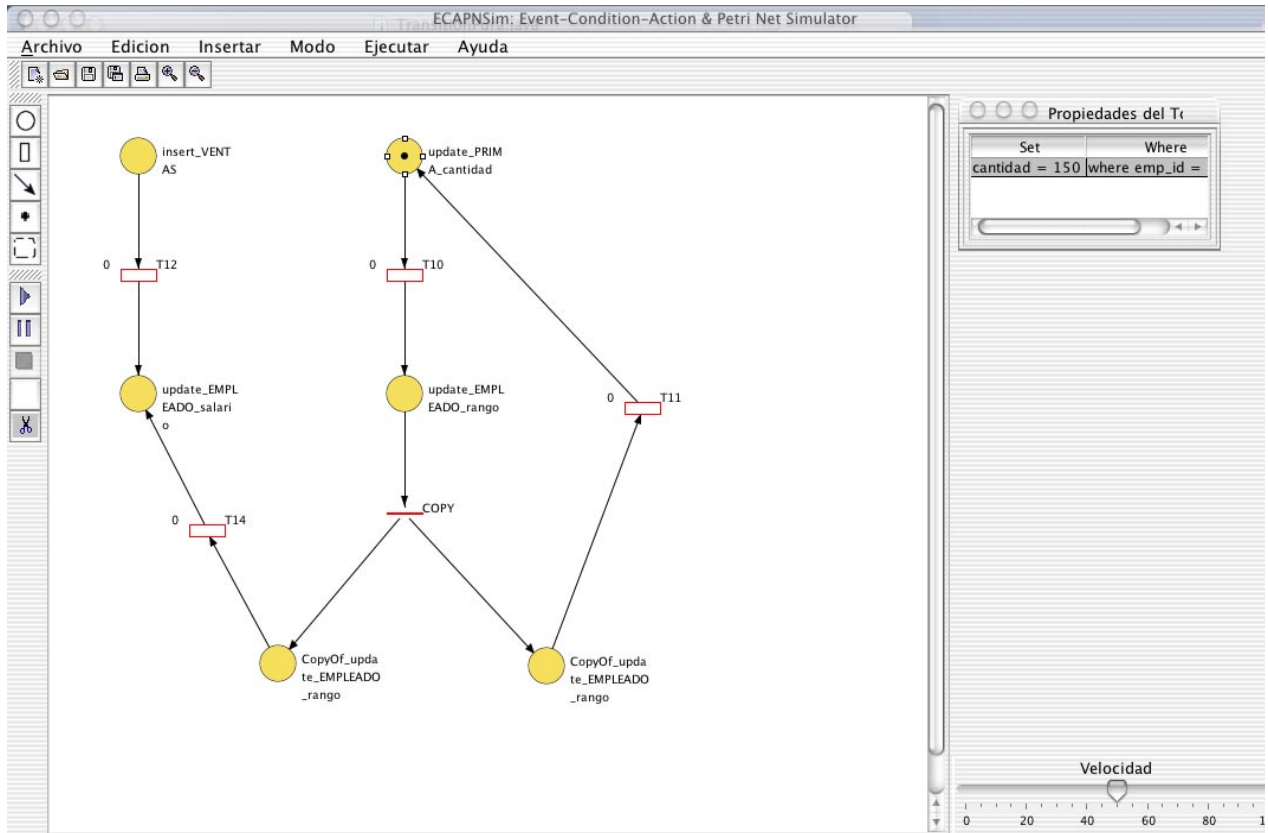 ECAPNSim: Event-Condition-Action & Petri Net Simulator
Archivo Edicion Insertar Modo Ejecutar Ayuda
Propiedades del
Set Where
cantidad = 150 where emp_id =
insert_VENT
AS
update_PRIM
A_cantidad
0 T12
0 T10
update_EMPL
EADO_salari
o
update_EMPL
EADO_rango
0 T11
COPY
0 T14
CopyOf_upda
te_EMPLEADO
_rango
CopyOf_upda
te_EMPLEADO
_rango
Velocidad
0 20 40 60 80